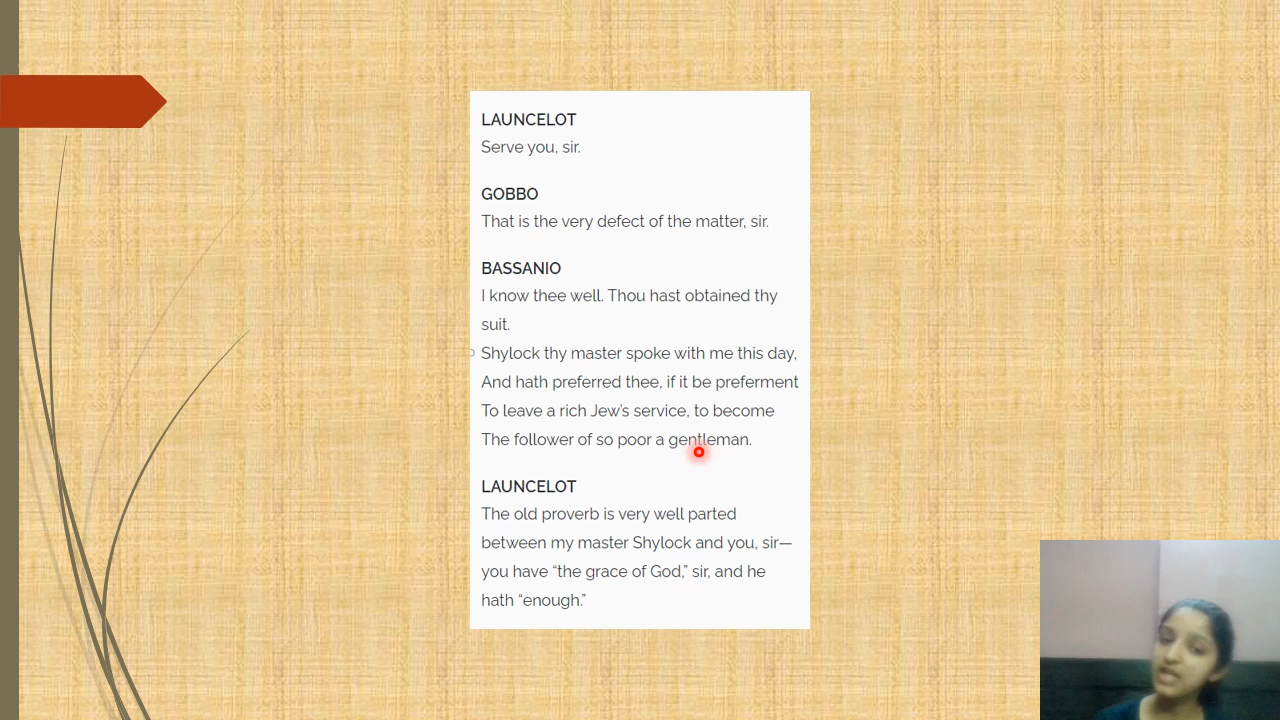 LAUNCELOT
Serve you, sir.
GOBBO
That is the very defect of the matter, sir.
BASSANIO
I know thee well. Thou hast obtained thy
suit.
Shylock thy master spoke with me this day,
And hath preferred thee, if it be preferment
To leave a rich Jew’s service, to become
The follower of so poor a gentleman.
LAUNCELOT
The old proverb is very well parted
between my master Shylock and you, sir—
you have “the grace of God,” sir, and he
hath “enough.”